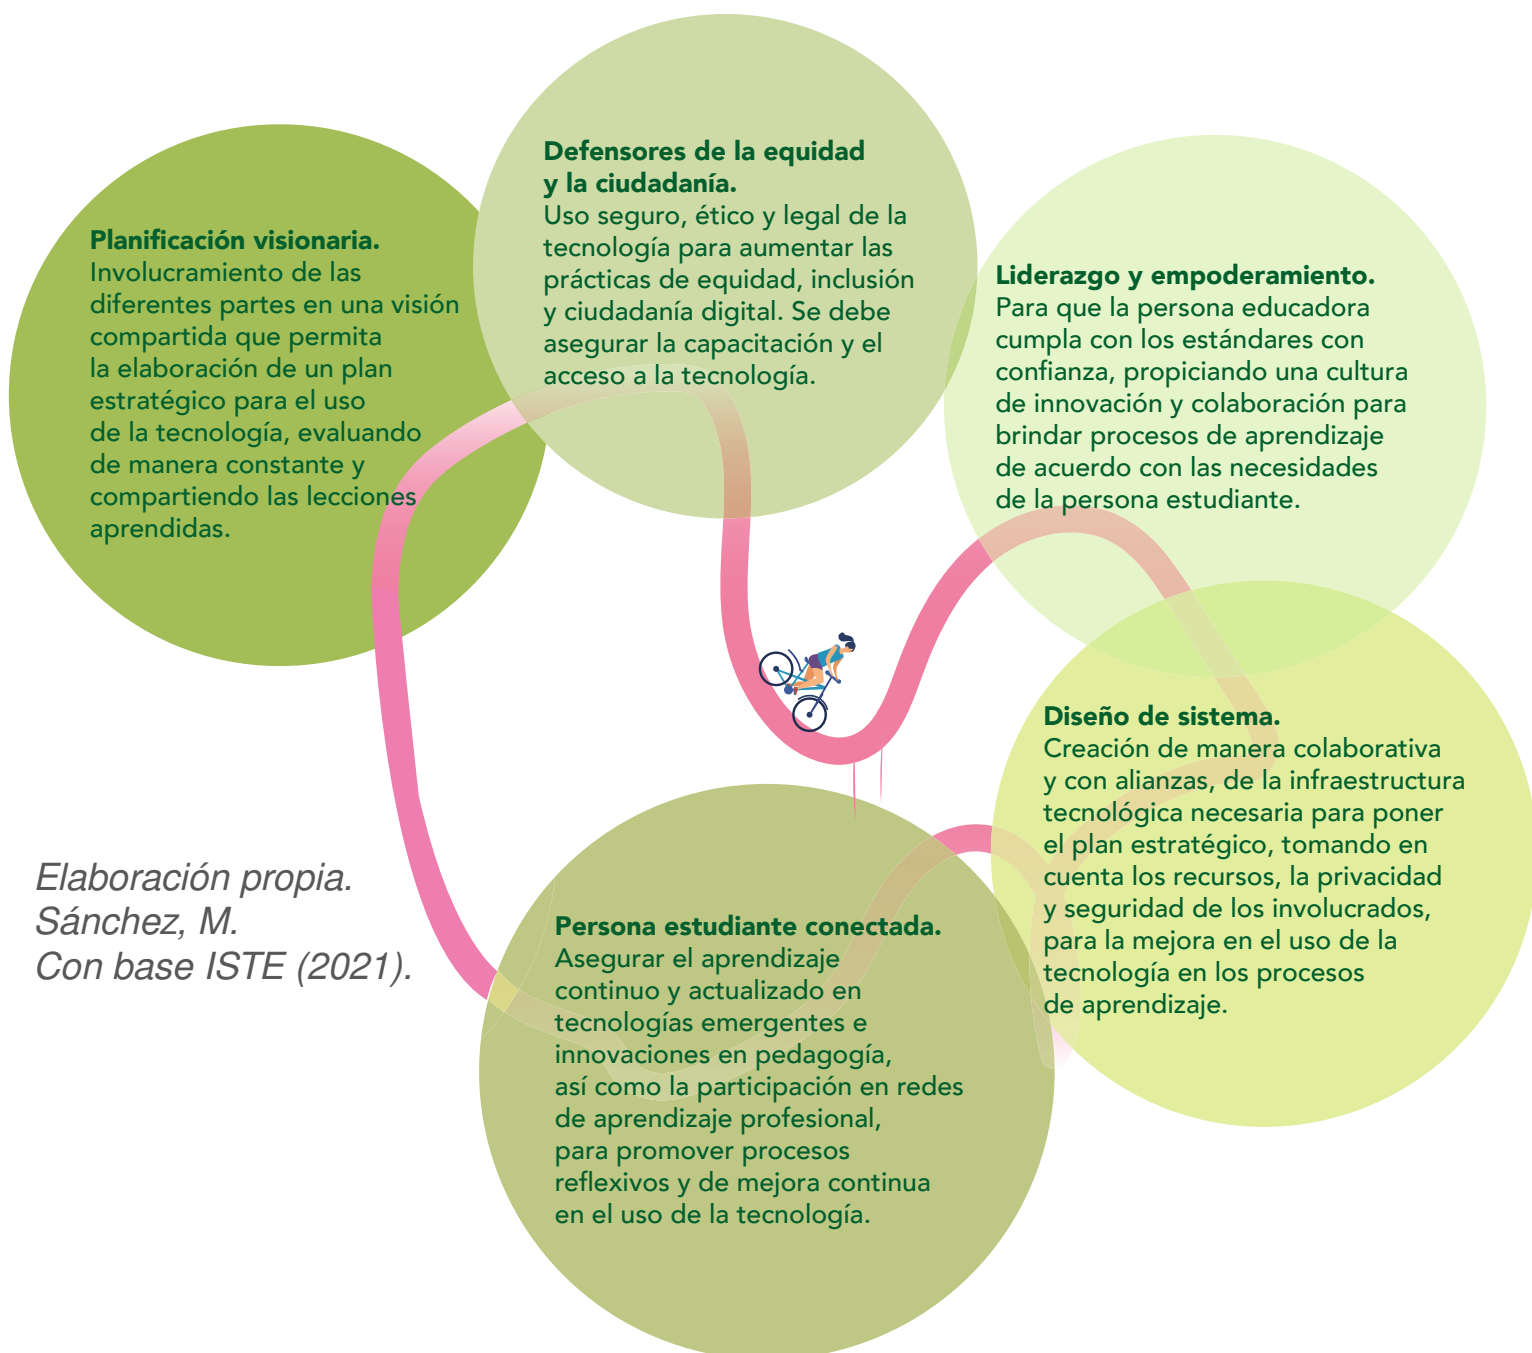 Planificación visionaria.
Involucramiento de las
diferentes partes en una visión
compartida que permita
la elaboración de un plan
estratégico para el uso
de la tecnología, evaluando
de manera constante y
compartiendo las lecciones
aprendidas.
Defensores de la equidad
y la ciudadanía.
Uso seguro, ético y legal de la
tecnología para aumentar las
prácticas de equidad, inclusión
y ciudadanía digital. Se debe
asegurar la capacitación y el
acceso a la tecnología.
Liderazgo y empoderamiento.
Para que la persona educadora
cumpla con los estándares con
confianza, propiciando una cultura
de innovación y colaboración para
brindar procesos de aprendizaje
de acuerdo con las necesidades
de la persona estudiante.
Diseño de sistema.
Creación de manera colaborativa
y con alianzas, de la infraestructura
tecnológica necesaria para poner
el plan estratégico, tomando en
cuenta los recursos, la privacidad
y seguridad de los involucrados,
para la mejora en el uso de la
tecnología en los procesos
de aprendizaje.
Persona estudiante conectada.
Asegurar el aprendizaje
continuo y actualizado en
tecnologías emergentes e
innovaciones en pedagogía,
así como la participación en redes
de aprendizaje profesional,
para promover procesos
reflexivos y de mejora continua
en el uso de la tecnología.
Elaboración propia.
Sánchez, M.
Con base ISTE (2021).